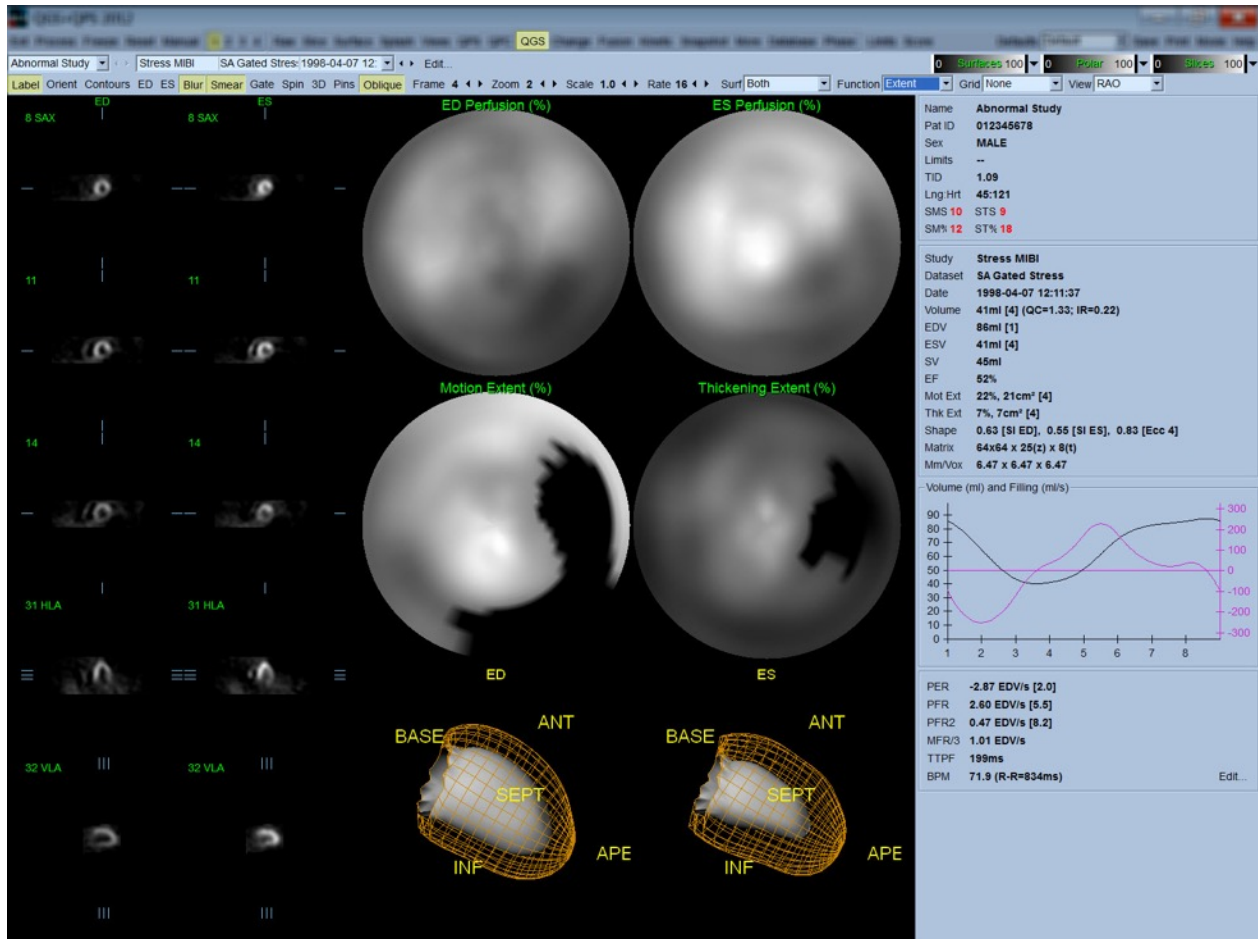 QGS
Abnormal Study Stress MIBI SA Gated Stres: 1998-04-07 12: Edit...
0 Surfaces 100 0 Polar 100 0 Slices 100
Label Orient Contours ED ES Blur Smear Gate Spin 3D Pins Oblique Frame 4 Zoom 2 Scale 1.0 Rate 16 Surf Both Function Extent Grid None View RAO
ED ES
8 SAX 8 SAX
11 11
14 14
31 HLA 31 HLA
32 VLA 32 VLA
ED Perfusion (%) ES Perfusion (%)
Motion Extent (%) Thickening Extent (%)
ED ES
BASE ANT SEPT INF APE
BASE ANT SEPT INF APE
Name Abnormal Study
Pat ID 012345678
Sex MALE
Limits --
TID 1.09
Lng:Hrt 45:121
SMS 10 STS 9
SM% 12 ST% 18
Study Stress MIBI
Dataset SA Gated Stress
Date 1998-04-07 12:11:37
Volume 41ml [4] (QC=1.33; IR=0.22)
EDV 86ml [1]
ESV 41ml [4]
SV 45ml
EF 52%
Mot Ext 22%, 21cm² [4]
Thk Ext 7%, 7cm² [4]
Shape 0.63 [SI ED], 0.55 [SI ES], 0.83 [Ecc 4]
Matrix 64x64 x 25(z) x 8(t)
Mm/Vox 6.47 x 6.47 x 6.47
Volume (ml) and Filling (ml/s)
90 300
80 200
70
60 100
50 0
40
30 -100
20 -200
10
0 -300
1 2 3 4 5 6 7 8
PER -2.87 EDV/s [2.0]
PFR 2.60 EDV/s [5.5]
PFR2 0.47 EDV/s [8.2]
MFR/3 1.01 EDV/s
TTPF 199ms
BPM 71.9 (R-R=834ms) Edit...